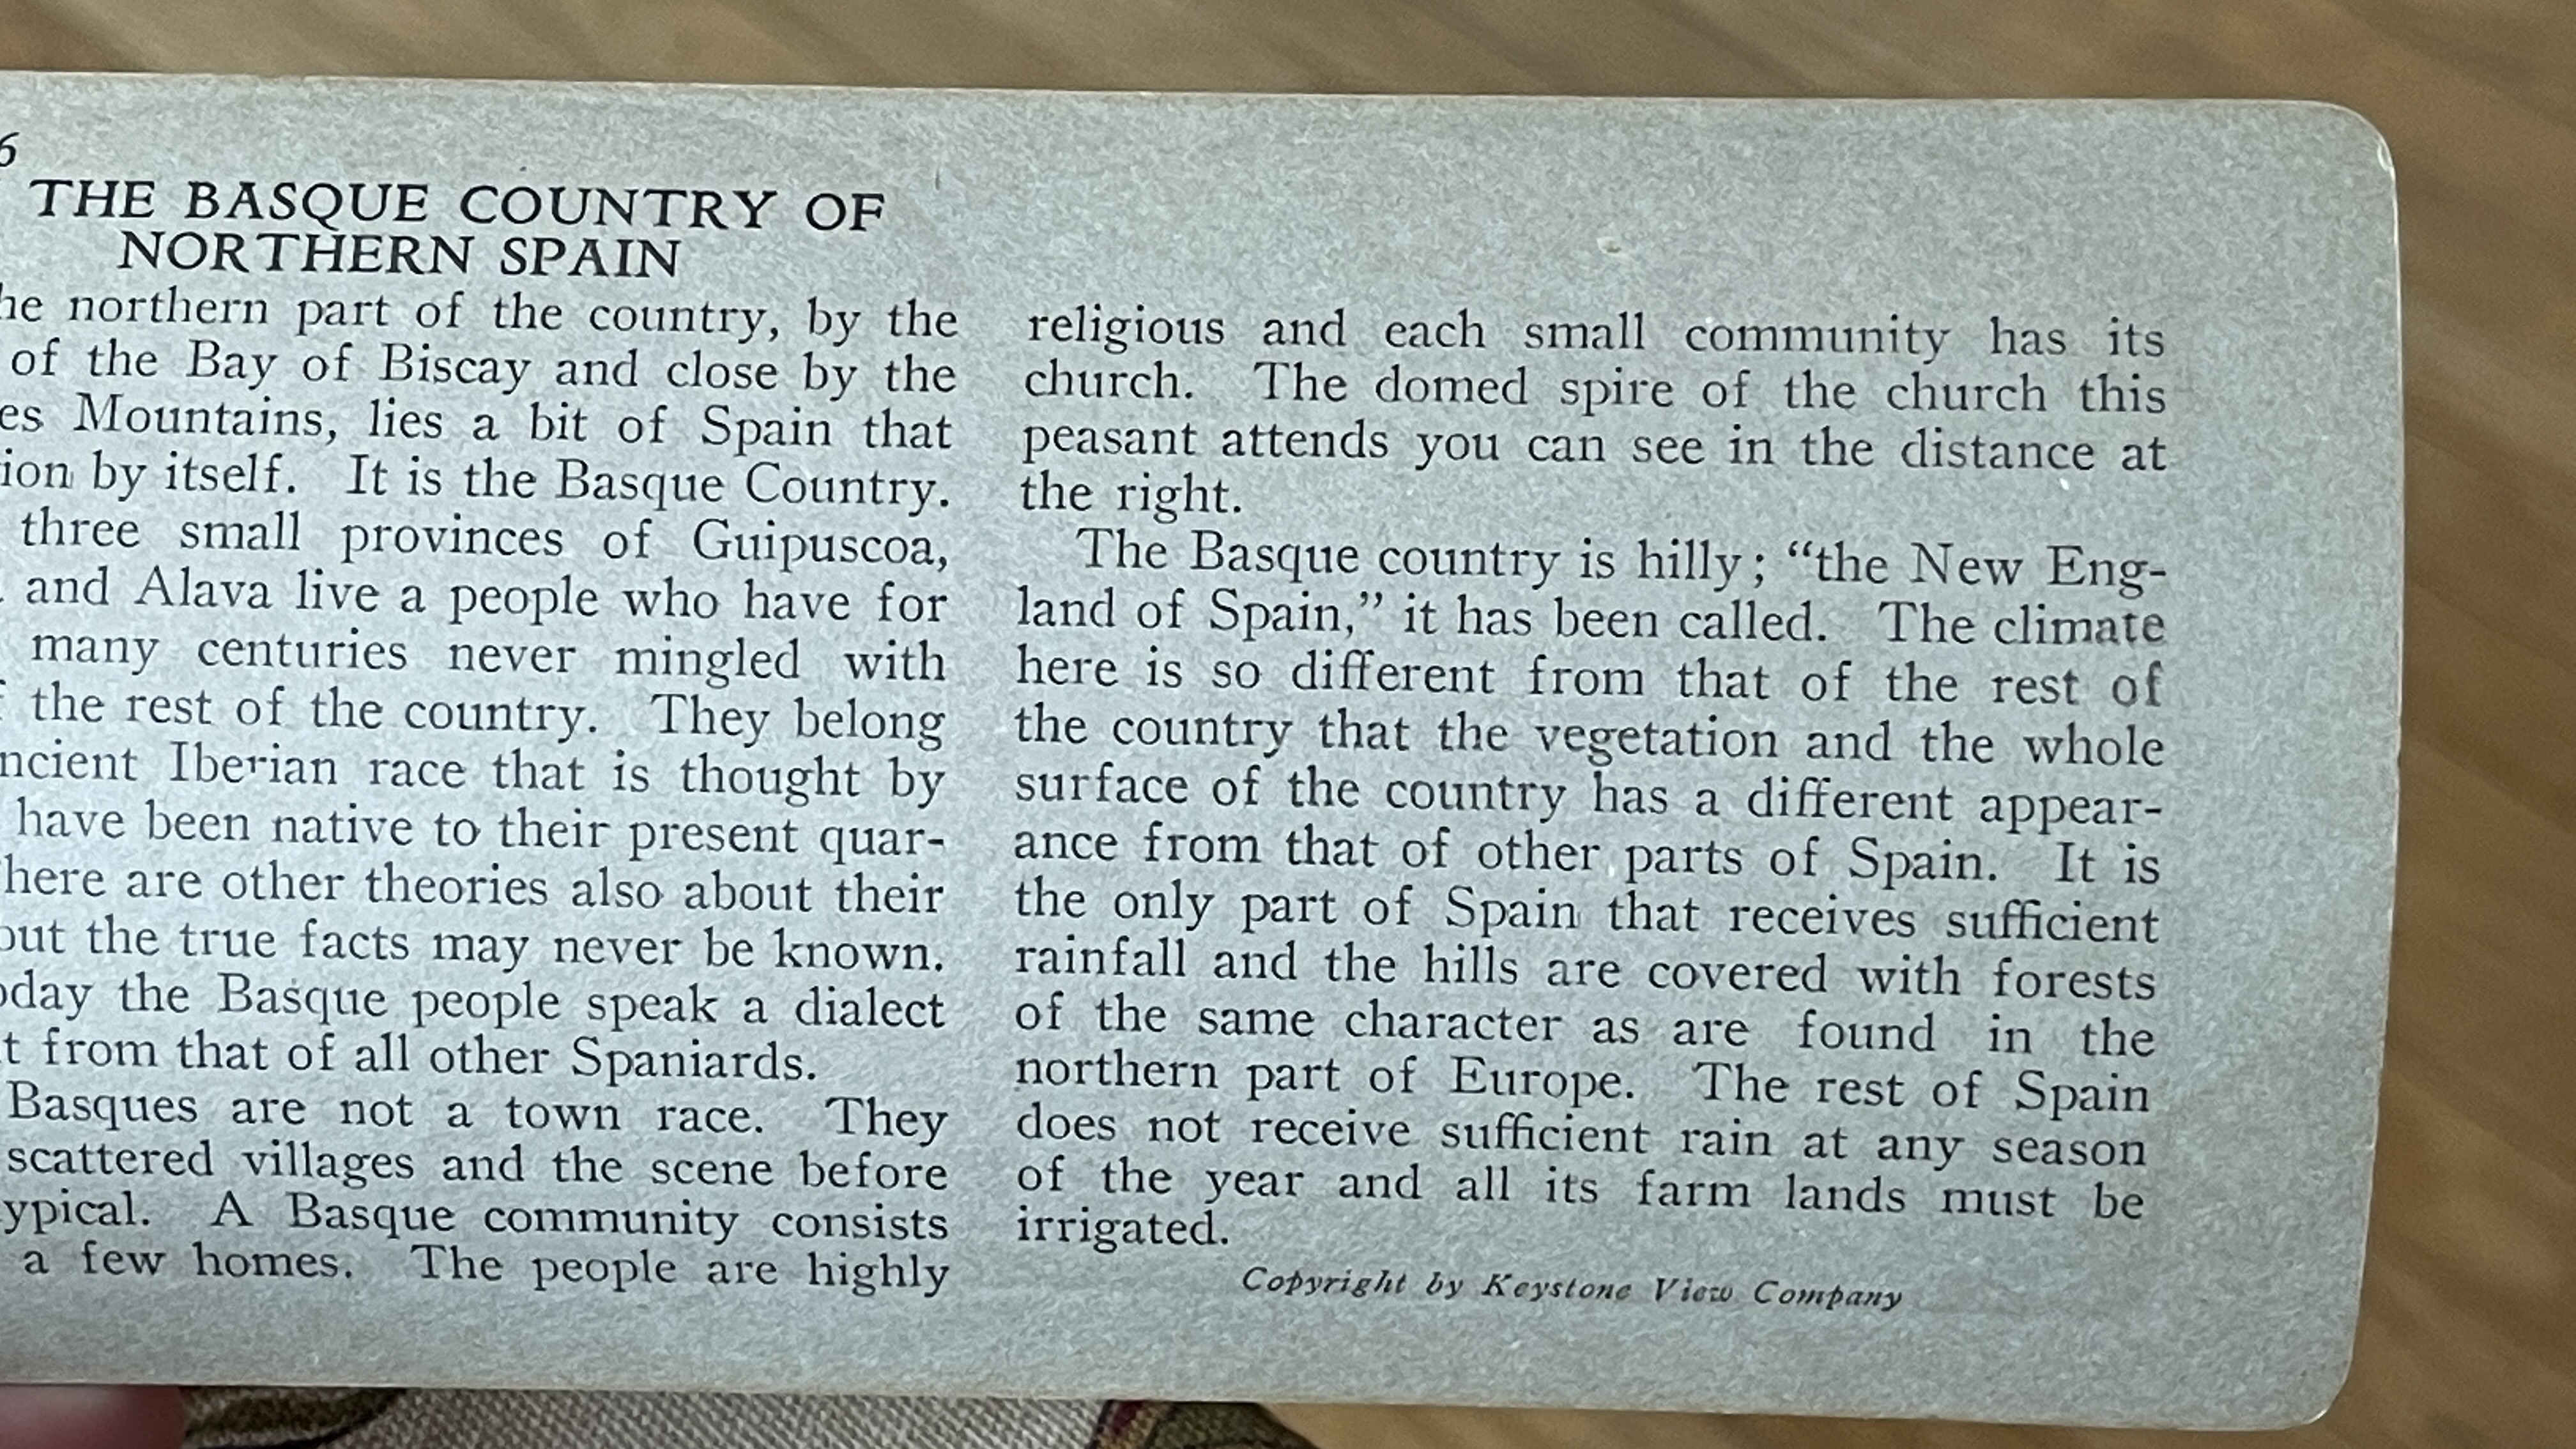 6
THE BASQUE COUNTRY OF
NORTHERN SPAIN
northern part of the country, by the
of the Bay of Biscay and close by the
Mountains, lies a bit of Spain that
by itself. It is the Basque Country.
three small provinces of Guipuscoa,
and Alava live a people who have for
many centuries never mingled with
the rest of the country. They belong
Iberian race that is thought by
have been native to their present quar-
are other theories also about their
the true facts may never be known.
the Basque people speak a dialect
from that of all other Spaniards.
Basques are not a town race. They
scattered villages and the scene before
A Basque community consists
a few homes. The people are highly
religious and each small community has its
church. The domed spire of the church this
peasant attends you can see in the distance at
the right.
The Basque country is hilly; “the New Eng-
land of Spain,” it has been called. The climate
here is so different from that of the rest of
the country that the vegetation and the whole
surface of the country has a different appear-
ance from that of other parts of Spain. It is
the only part of Spain that receives sufficient
rainfall and the hills are covered with forests
of the same character as are found in the
northern part of Europe. The rest of Spain
does not receive sufficient rain at any season
of the year and all its farm lands must be
irrigated.
Copyright by Keystone View Company